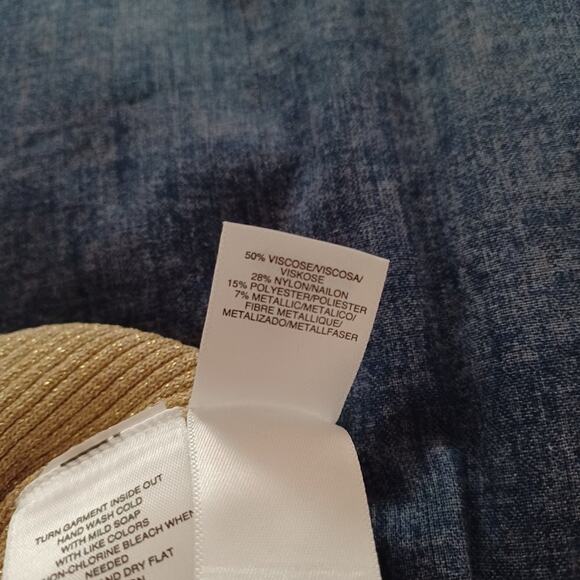 50% VISCOSE/VISCOSA/
VISKOSE
28% NYLON/NAILON
15% POLYESTER/POLIESTER
7% METALLIC/METALICO/
FIBRE METALLIQUE/
METALIZADO/METALLFASER
TURN GARMENT INSIDE OUT
HAND WASH COLD
WITH MILD SOAP
WITH LIKE COLORS
NON-CHLORINE BLEACH WHEN
NEEDED
AND DRY FLAT